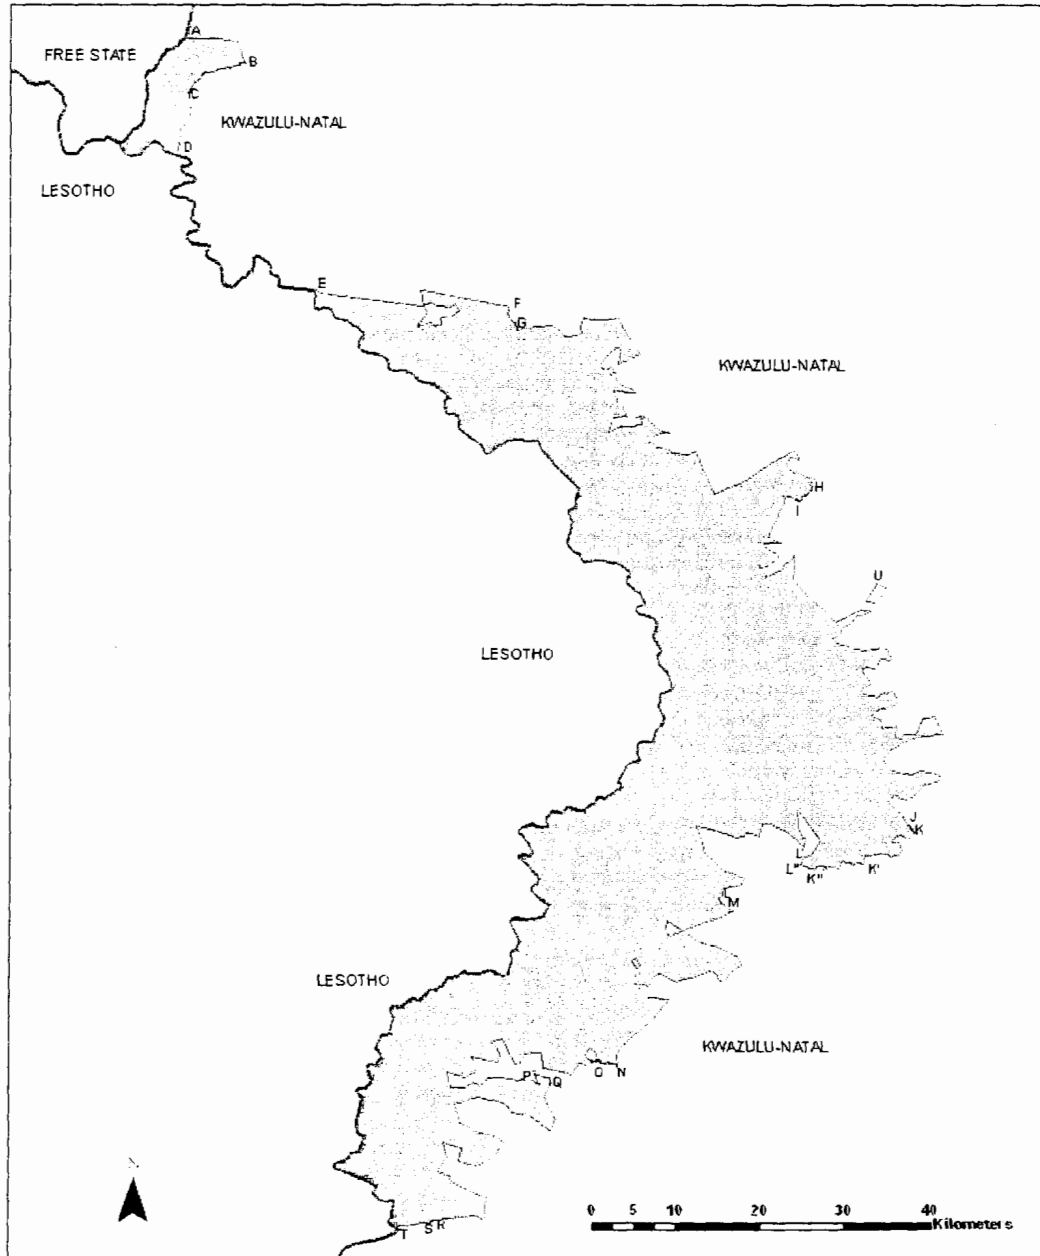 A
FREE STATE
B
C
KWAZULU-NATAL
D
LESOTHO
E
F
G
KWAZULU-NATAL
H
I
U
LESOTHO
J
K
L
L" K" K'
M
LESOTHO
KWAZULU-NATAL
P Q O N
N
0 5 10 20 30 40
Kilometers
T S R